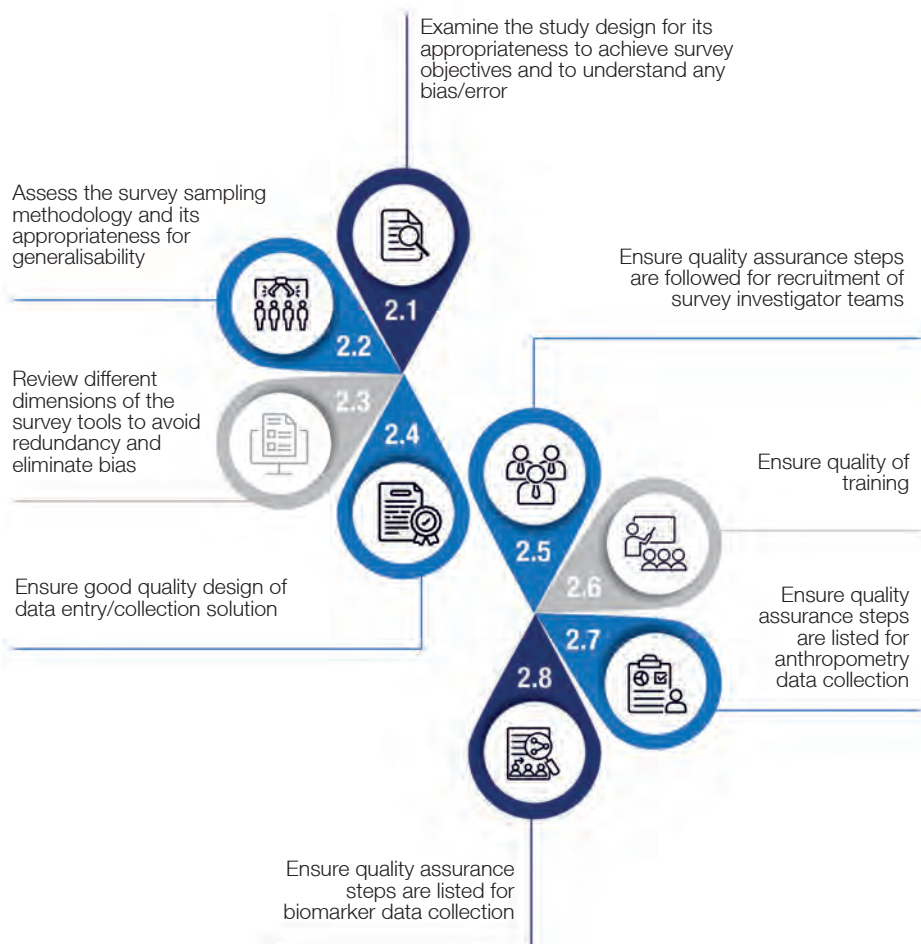 Examine the study design for its
appropriateness to achieve survey
objectives and to understand any
bias/error
2.1
Assess the survey sampling
methodology and its
appropriateness for
generalisability
2.2
Review different
dimensions of the
survey tools to avoid
redundancy and
eliminate bias
2.3
2.4
Ensure good quality design of
data entry/collection solution
Ensure quality assurance steps
are followed for recruitment of
survey investigator teams
2.5
Ensure quality of
training
2.6
Ensure quality
assurance steps
are listed for
anthropometry
data collection
2.7
2.8
Ensure quality assurance
steps are listed for
biomarker data collection